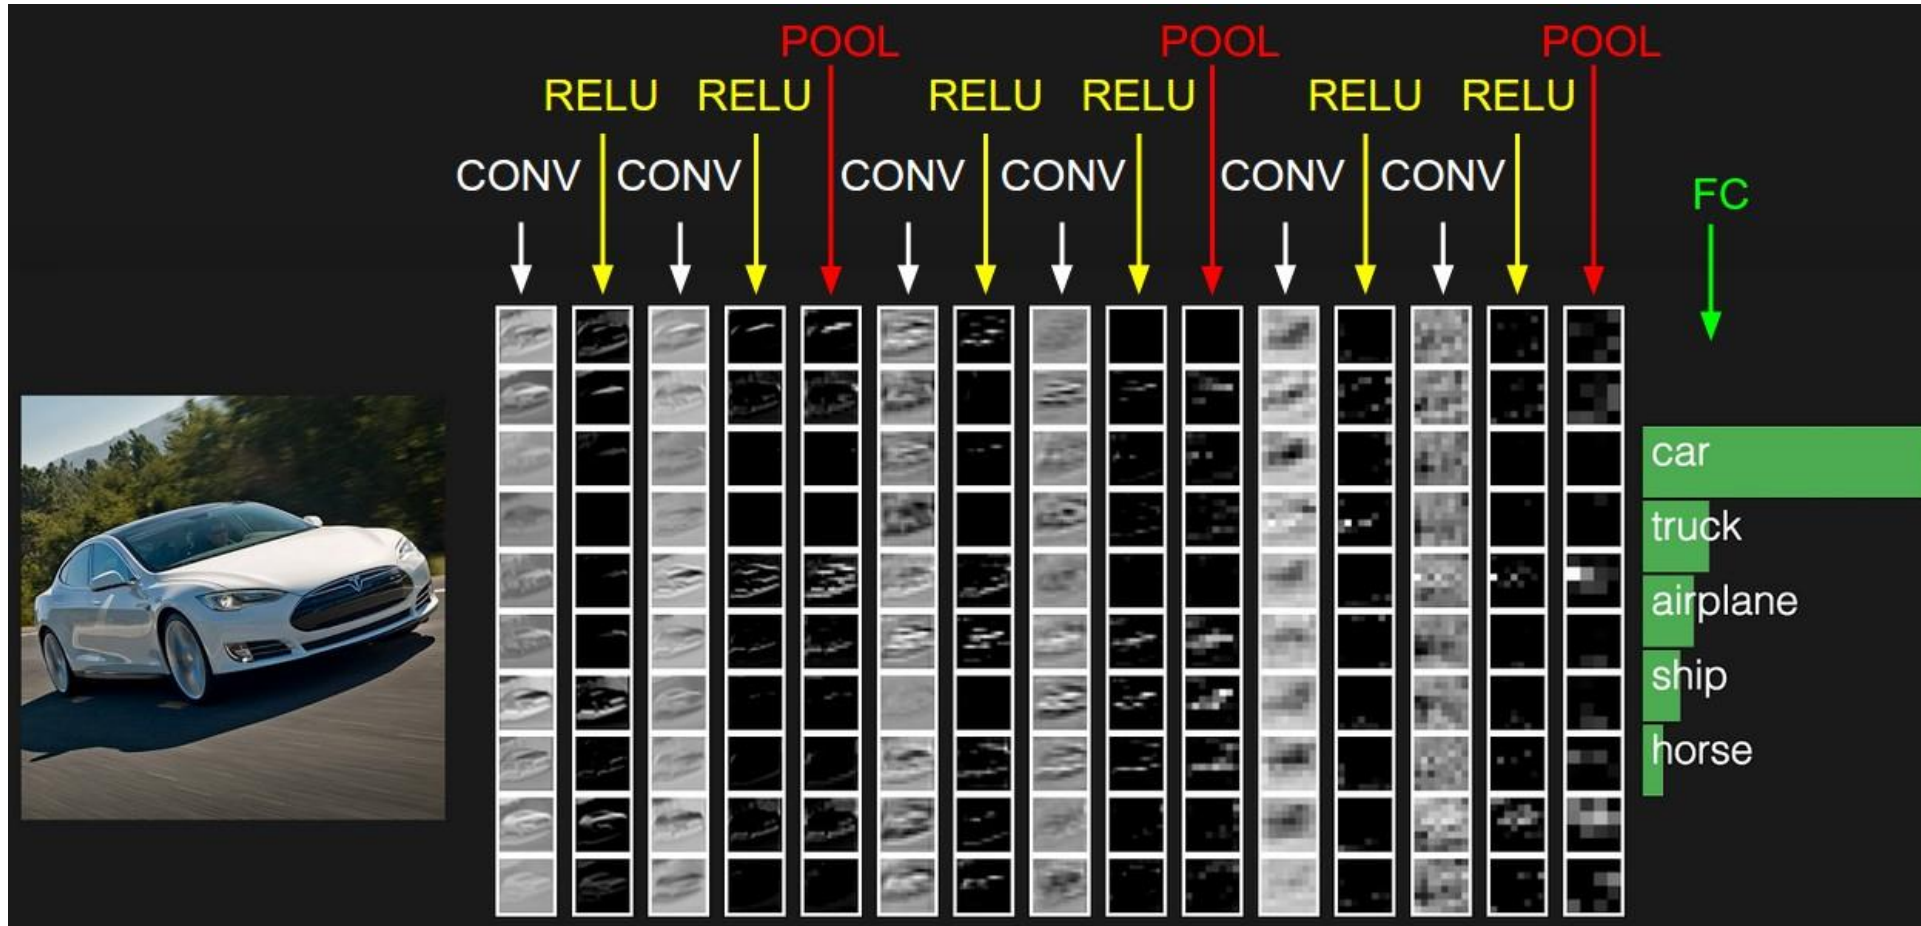 POOL POOL POOL
RELU RELU RELU RELU RELU RELU
CONV CONV CONV CONV CONV CONV
FC
car
truck
airplane
ship
horse